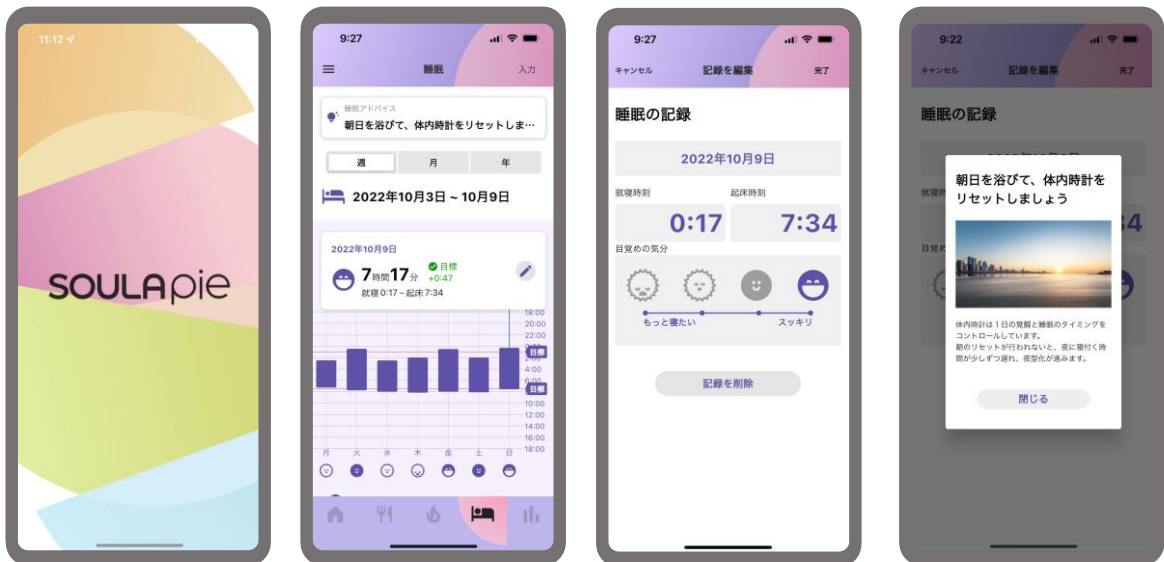 11:12
SOULApie
9:27
睡眠
入力
睡眠アドバイス
朝日を浴びて、体内時計をリセットしま…
週 月 年
2022年10月3日 ~ 10月9日
2022年10月9日
7時間17分
目標
+0:47
就寝 0:17 ~ 起床 7:34
18:00
20:00
22:00
目標
4:00
目標
10:00
12:00
14:00
16:00
18:00
月 火 水 木 金 土 日
9:27
キャンセル 記録を編集 完了
睡眠の記録
2022年10月9日
就寝時刻 起床時刻
0:17 7:34
目覚めの気分
もっと寝たい スッキリ
記録を削除
9:22
キャンセル 記録を編集 完了
睡眠の記録
朝日を浴びて、体内時計を
リセットしましょう
体内時計は1日の覚醒と睡眠のタイミングを
コントロールしています。
朝のリセットが行われないと、夜に寝付く時
間が少しずつ遅れ、夜型化が進みます。
閉じる